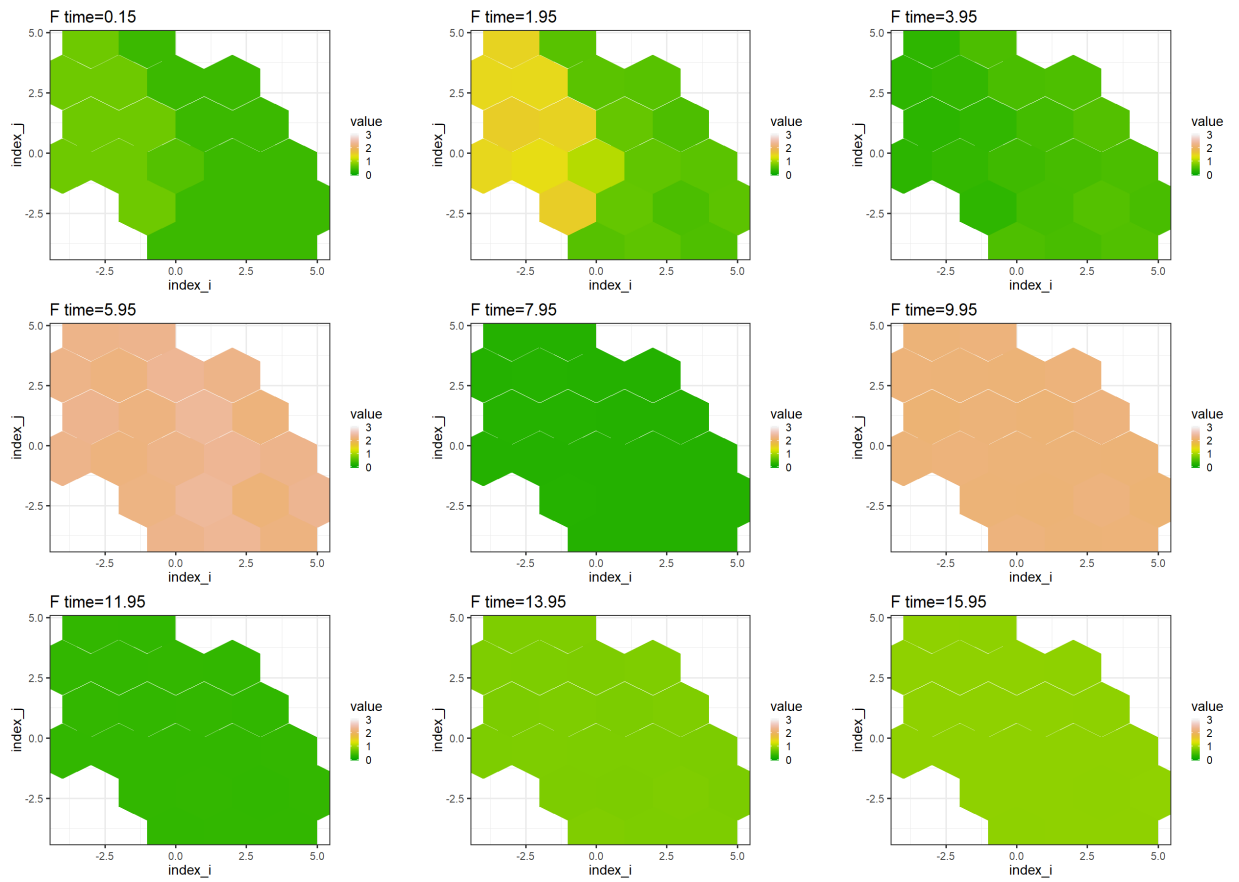 F time=0.15
5.0
2.5
0.0
-2.5
index_j
-2.5 0.0 2.5 5.0
index_i
value
3
2
1
0
F time=1.95
5.0
2.5
0.0
-2.5
index_j
-2.5 0.0 2.5 5.0
index_i
value
3
2
1
0
F time=3.95
5.0
2.5
0.0
-2.5
index_j
-2.5 0.0 2.5 5.0
index_i
value
3
2
1
0
F time=5.95
5.0
2.5
0.0
-2.5
index_j
-2.5 0.0 2.5 5.0
index_i
value
3
2
1
0
F time=7.95
5.0
2.5
0.0
-2.5
index_j
-2.5 0.0 2.5 5.0
index_i
value
3
2
1
0
F time=9.95
5.0
2.5
0.0
-2.5
index_j
-2.5 0.0 2.5 5.0
index_i
value
3
2
1
0
F time=11.95
5.0
2.5
0.0
-2.5
index_j
-2.5 0.0 2.5 5.0
index_i
value
3
2
1
0
F time=13.95
5.0
2.5
0.0
-2.5
index_j
-2.5 0.0 2.5 5.0
index_i
value
3
2
1
0
F time=15.95
5.0
2.5
0.0
-2.5
index_j
-2.5 0.0 2.5 5.0
index_i
value
3
2
1
0